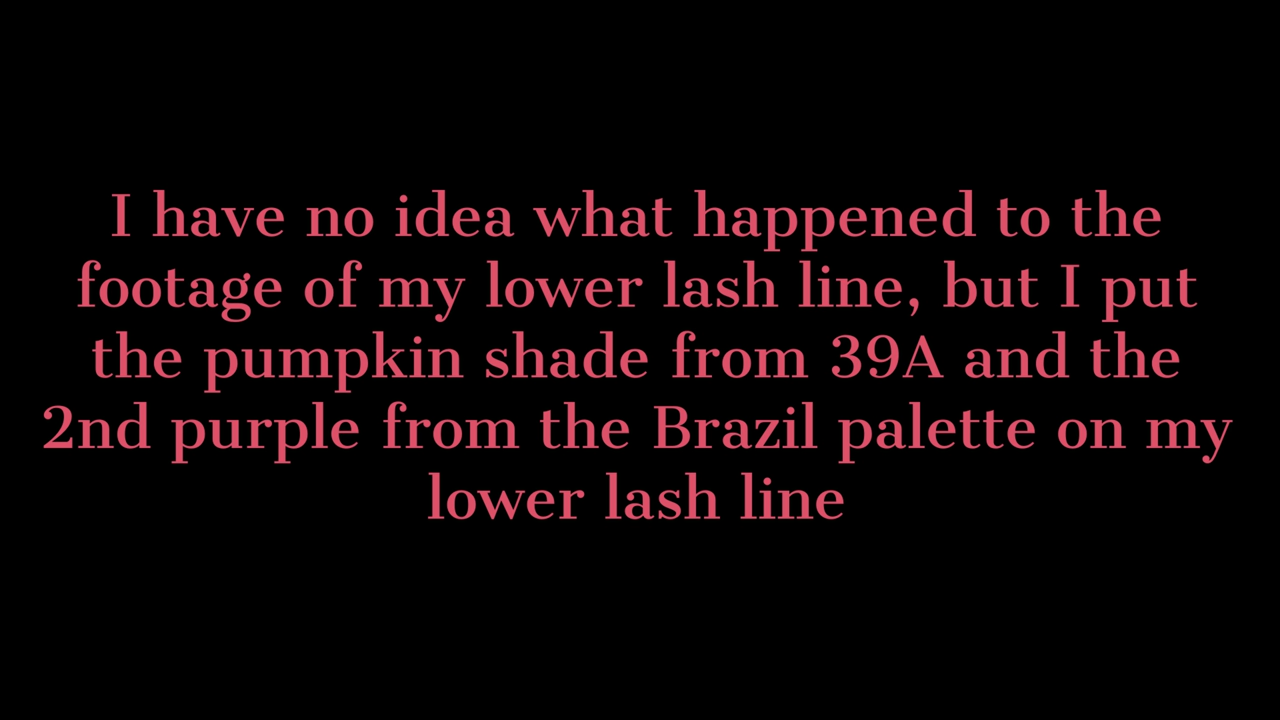 I have no idea what happened to the
footage of my lower lash line, but I put
the pumpkin shade from 39A and the
2nd purple from the Brazil palette on my
lower lash line